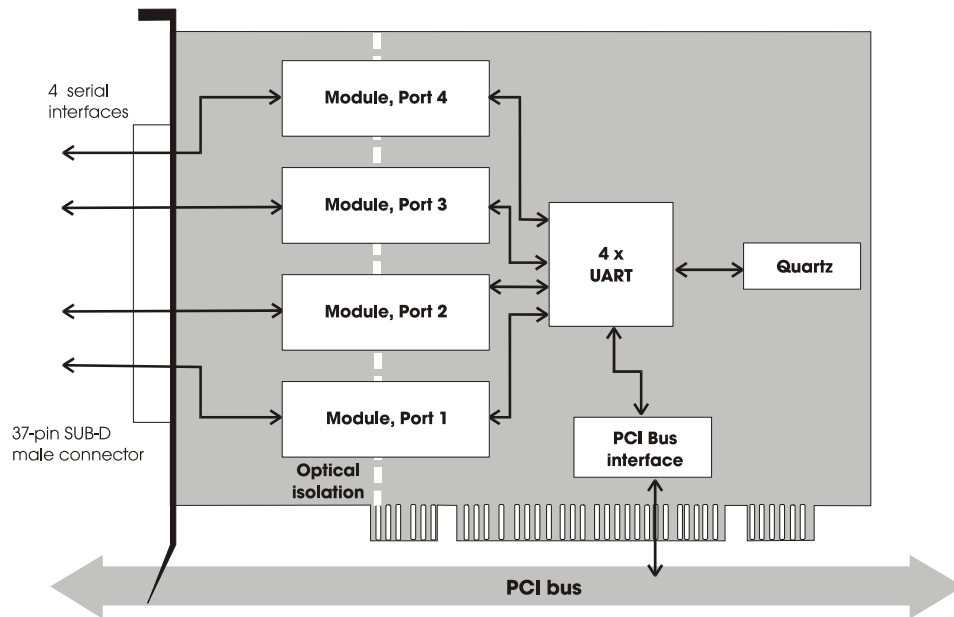 4 serial
interfaces
Module, Port 4
Module, Port 3
4 x
UART
Quartz
Module, Port 2
Module, Port 1
37-pin SUB-D
male connector
PCI Bus
interface
Optical
isolation
PCI bus